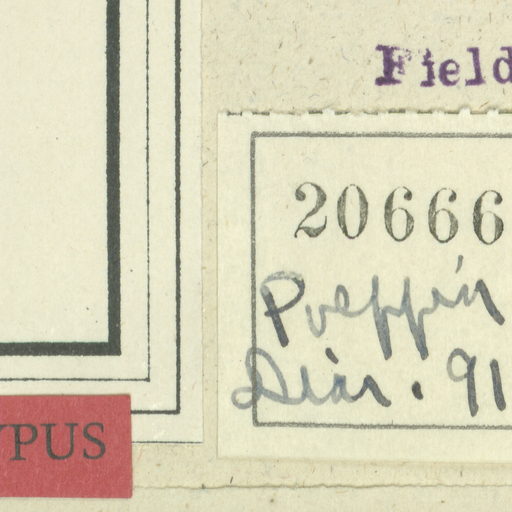 Field
20666
Poeppig
Diar. 91
YPUS